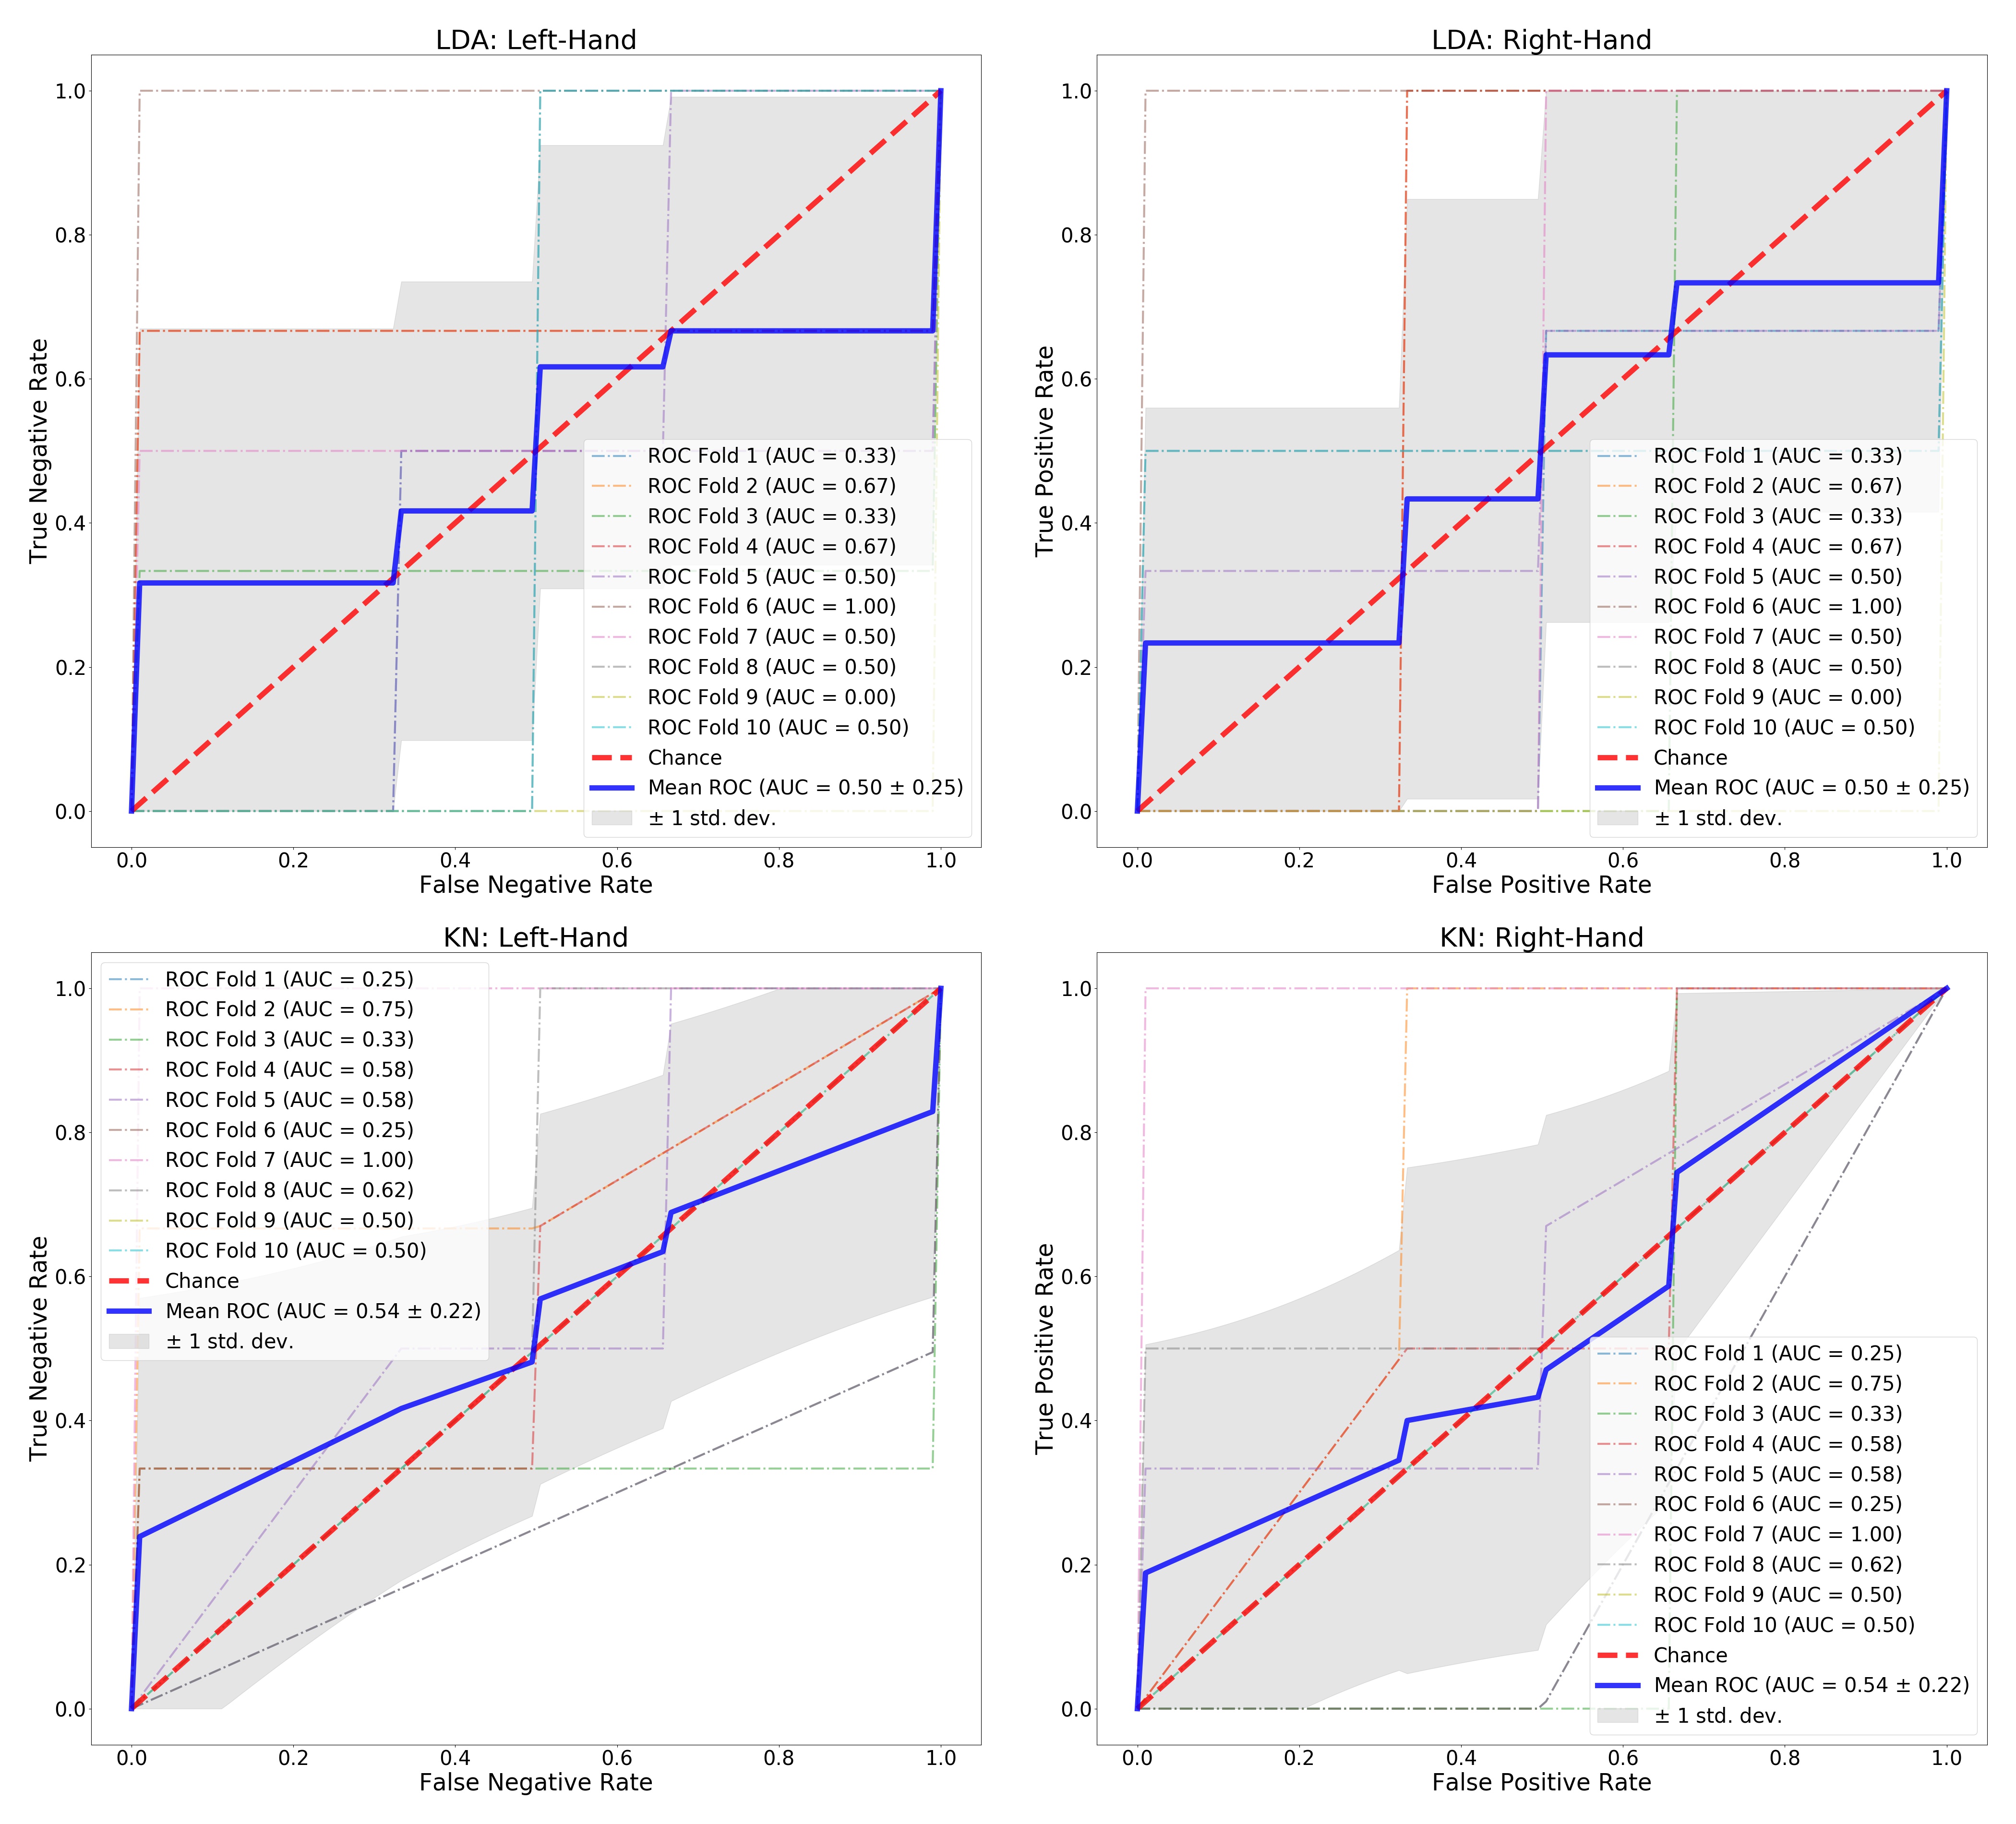 LDA: Left-Hand
True Negative Rate
1.0
0.8
0.6
0.4
0.2
0.0
ROC Fold 1 (AUC = 0.33)
ROC Fold 2 (AUC = 0.67)
ROC Fold 3 (AUC = 0.33)
ROC Fold 4 (AUC = 0.67)
ROC Fold 5 (AUC = 0.50)
ROC Fold 6 (AUC = 1.00)
ROC Fold 7 (AUC = 0.50)
ROC Fold 8 (AUC = 0.50)
ROC Fold 9 (AUC = 0.00)
ROC Fold 10 (AUC = 0.50)
Chance
Mean ROC (AUC = 0.50 ± 0.25)
± 1 std. dev.
0.0 0.2 0.4 0.6 0.8 1.0
False Negative Rate
LDA: Right-Hand
True Positive Rate
1.0
0.8
0.6
0.4
0.2
0.0
ROC Fold 1 (AUC = 0.33)
ROC Fold 2 (AUC = 0.67)
ROC Fold 3 (AUC = 0.33)
ROC Fold 4 (AUC = 0.67)
ROC Fold 5 (AUC = 0.50)
ROC Fold 6 (AUC = 1.00)
ROC Fold 7 (AUC = 0.50)
ROC Fold 8 (AUC = 0.50)
ROC Fold 9 (AUC = 0.00)
ROC Fold 10 (AUC = 0.50)
Chance
Mean ROC (AUC = 0.50 ± 0.25)
± 1 std. dev.
0.0 0.2 0.4 0.6 0.8 1.0
False Positive Rate
KN: Left-Hand
True Negative Rate
1.0
0.8
0.6
0.4
0.2
0.0
ROC Fold 1 (AUC = 0.25)
ROC Fold 2 (AUC = 0.75)
ROC Fold 3 (AUC = 0.33)
ROC Fold 4 (AUC = 0.58)
ROC Fold 5 (AUC = 0.58)
ROC Fold 6 (AUC = 0.25)
ROC Fold 7 (AUC = 1.00)
ROC Fold 8 (AUC = 0.62)
ROC Fold 9 (AUC = 0.50)
ROC Fold 10 (AUC = 0.50)
Chance
Mean ROC (AUC = 0.54 ± 0.22)
± 1 std. dev.
0.0 0.2 0.4 0.6 0.8 1.0
False Negative Rate
KN: Right-Hand
True Positive Rate
1.0
0.8
0.6
0.4
0.2
0.0
ROC Fold 1 (AUC = 0.25)
ROC Fold 2 (AUC = 0.75)
ROC Fold 3 (AUC = 0.33)
ROC Fold 4 (AUC = 0.58)
ROC Fold 5 (AUC = 0.58)
ROC Fold 6 (AUC = 0.25)
ROC Fold 7 (AUC = 1.00)
ROC Fold 8 (AUC = 0.62)
ROC Fold 9 (AUC = 0.50)
ROC Fold 10 (AUC = 0.50)
Chance
Mean ROC (AUC = 0.54 ± 0.22)
± 1 std. dev.
0.0 0.2 0.4 0.6 0.8 1.0
False Positive Rate